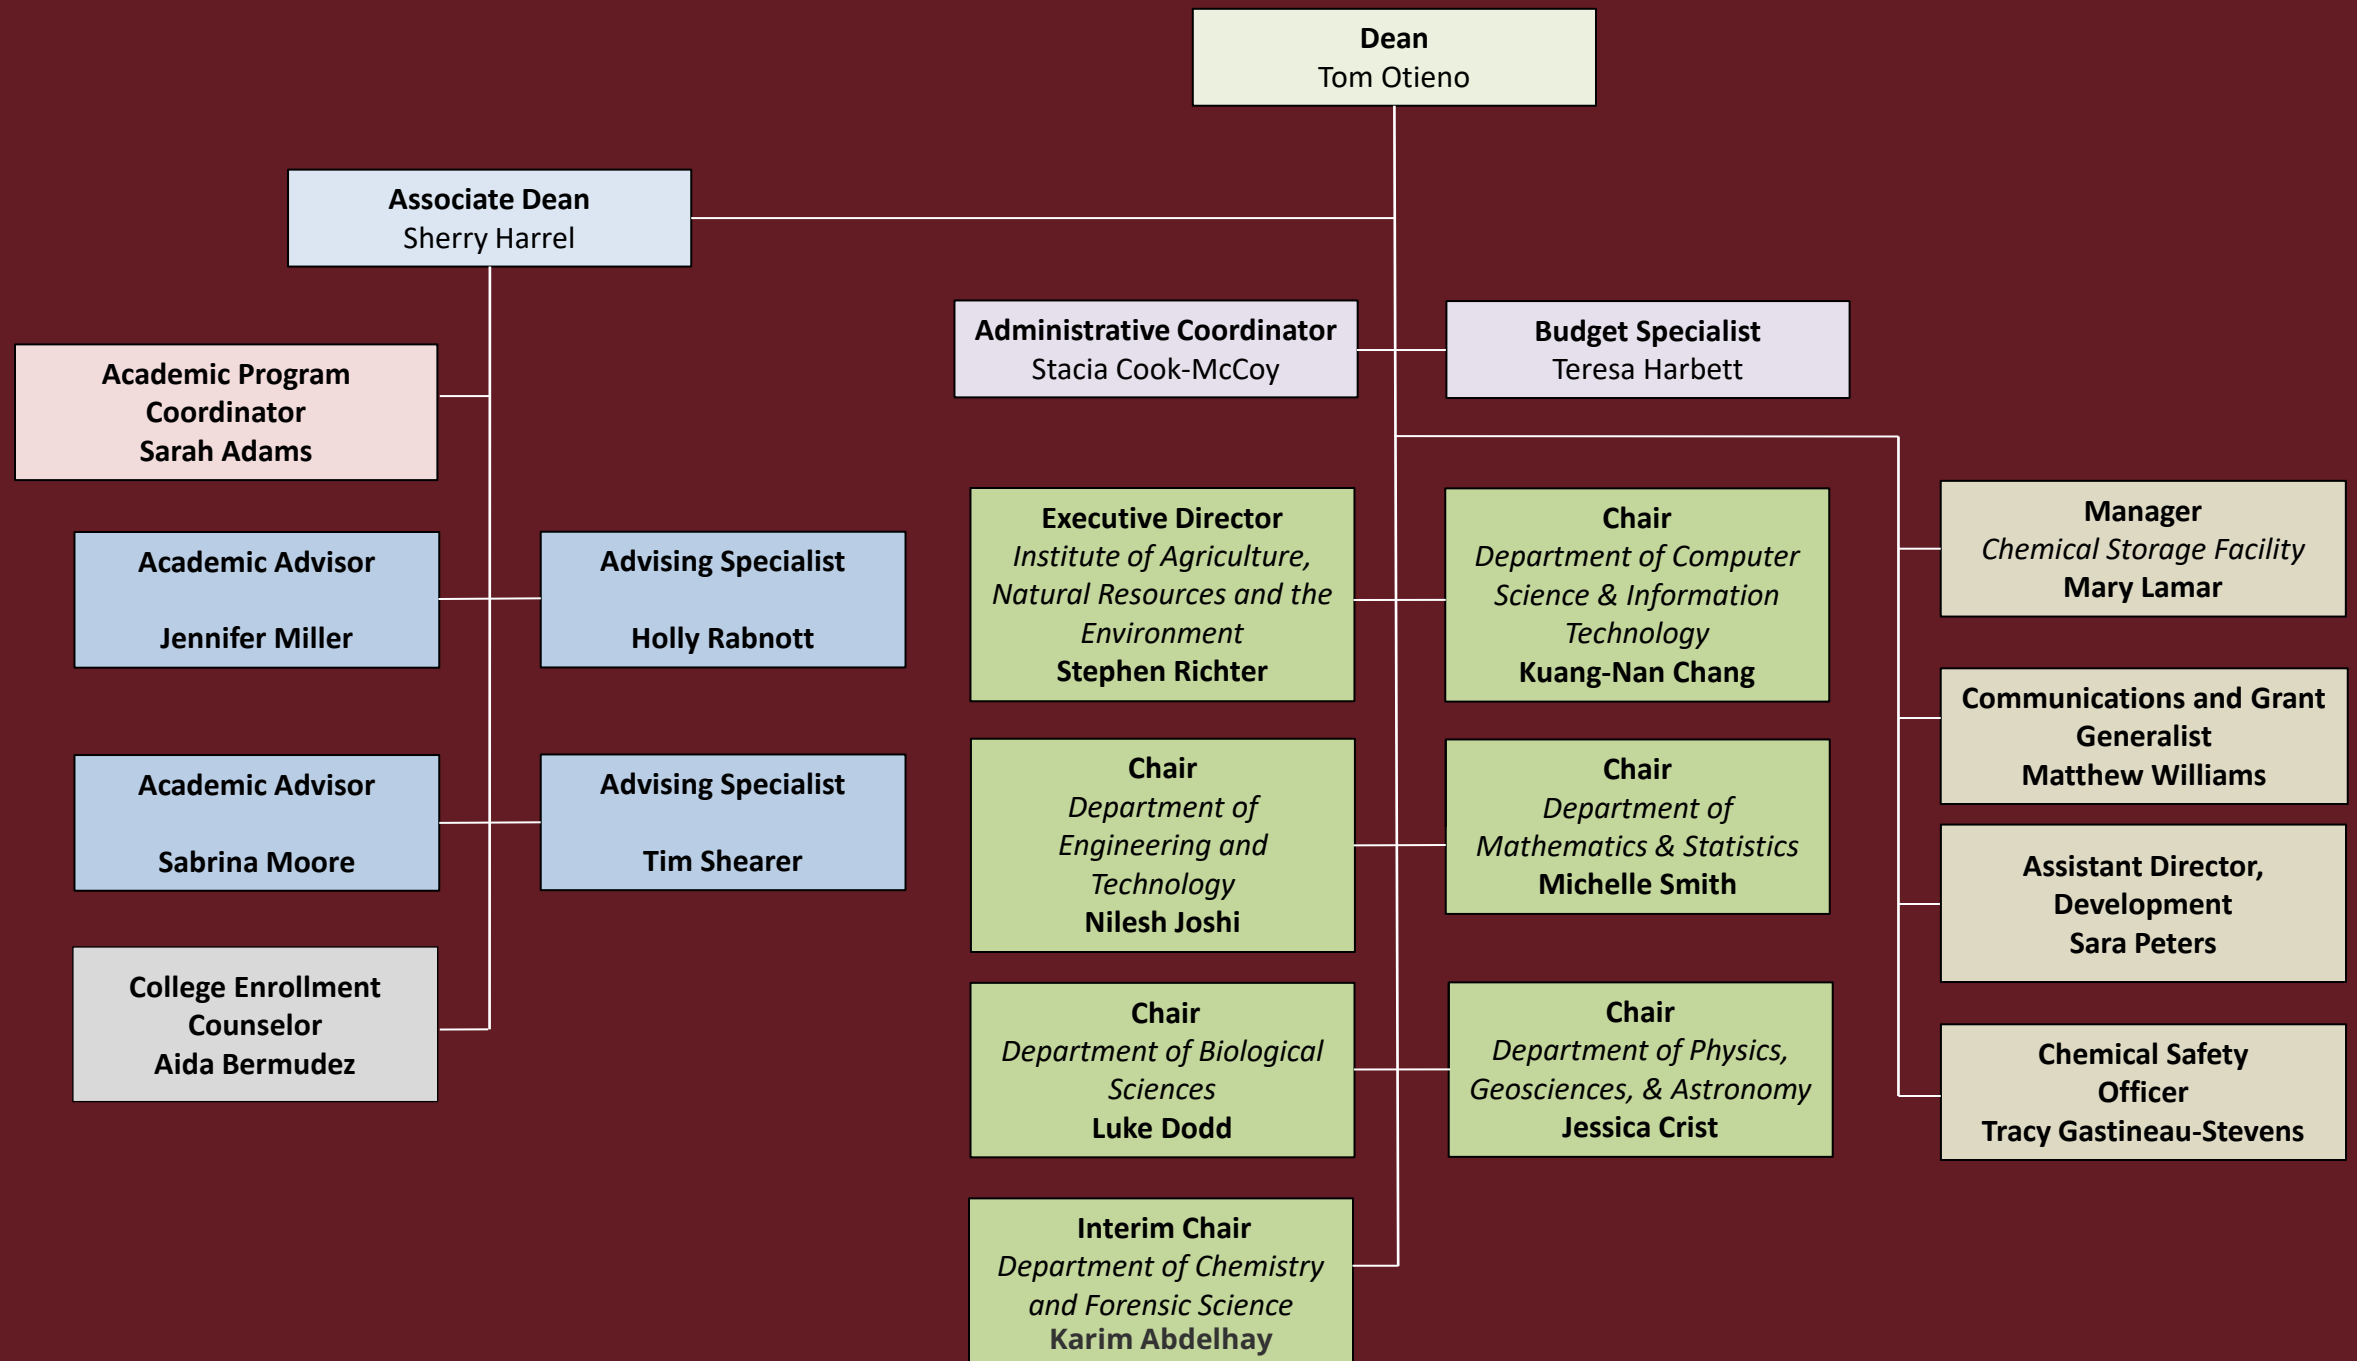 Dean
Tom Otieno
Associate Dean
Sherry Harrel
Administrative Coordinator
Stacia Cook-McCoy
Budget Specialist
Teresa Harbett
Academic Program
Coordinator
Sarah Adams
Academic Advisor
Jennifer Miller
Advising Specialist
Holly Rabnott
Academic Advisor
Sabrina Moore
Advising Specialist
Tim Shearer
College Enrollment
Counselor
Aida Bermudez
Executive Director
Institute of Agriculture,
Natural Resources and the
Environment
Stephen Richter
Chair
Department of Computer
Science & Information
Technology
Kuang-Nan Chang
Chair
Department of
Engineering and
Technology
Nilesh Joshi
Chair
Department of
Mathematics & Statistics
Michelle Smith
Chair
Department of Biological
Sciences
Luke Dodd
Chair
Department of Physics,
Geosciences, & Astronomy
Jessica Crist
Interim Chair
Department of Chemistry
and Forensic Science
Karim Abdelhay
Manager
Chemical Storage Facility
Mary Lamar
Communications and Grant
Generalist
Matthew Williams
Assistant Director,
Development
Sara Peters
Chemical Safety
Officer
Tracy Gastineau-Stevens